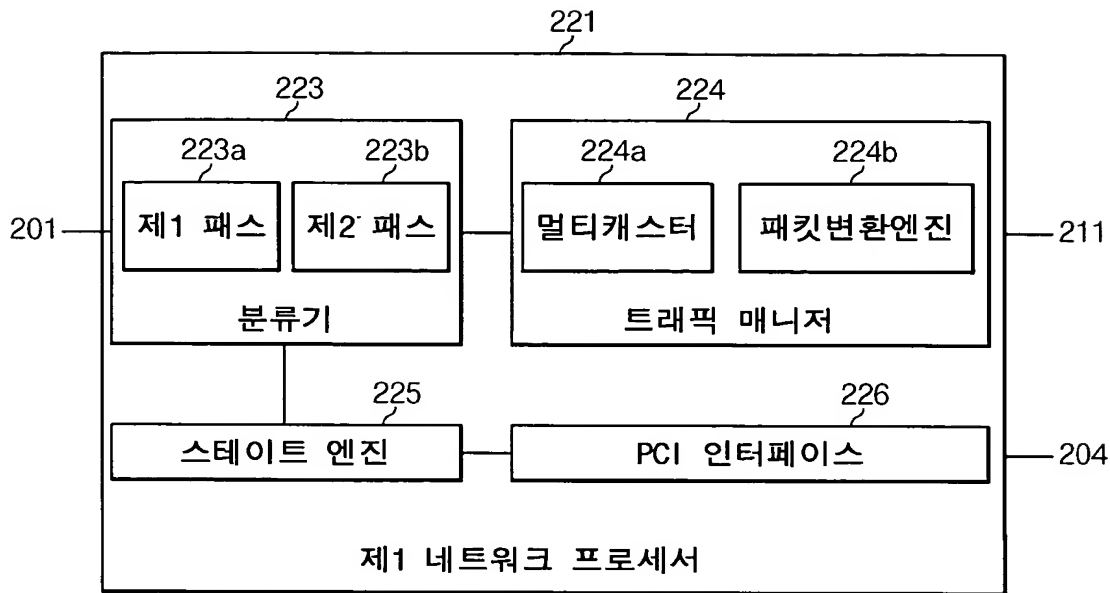 221
223
224
223a
223b
224a
224b
201
제1 패스
제2 패스
멀티캐스터
패킷변환엔진
211
분류기
트래픽 매니저
225
226
스테이트 엔진
PCI 인터페이스
204
제1 네트워크 프로세서